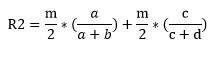 R2 = m/2 * (a/(a + b)) + m/2 * (c/(c + d))